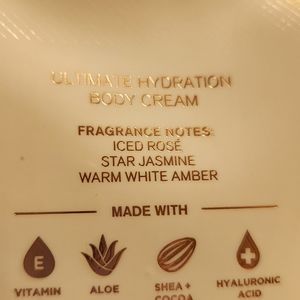 ULTIMATE HYDRATION
BODY CREAM
FRAGRANCE NOTES:
ICED ROSÉ
STAR JASMINE
WARM WHITE AMBER
MADE WITH
E
VITAMIN
ALOE
SHEA +
COCOA
HYALURONIC
ACID